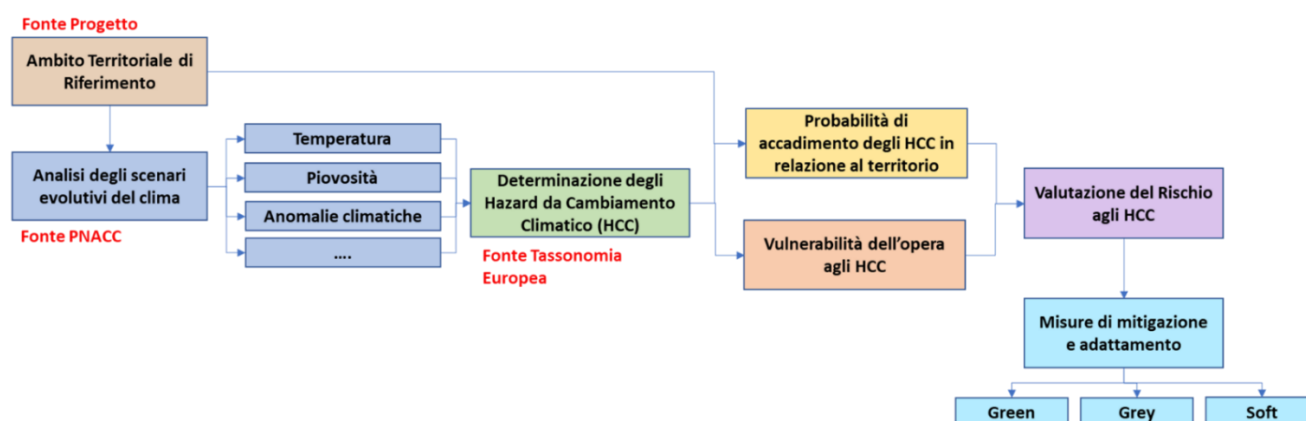 Fonte Progetto
Ambito Territoriale di
Riferimento
Analisi degli scenari
evolutivi del clima
Fonte PNACC
Temperatura
Piovosità
Anomalie climatiche
....
Determinazione degli
Hazard da Cambiamento
Climatico (HCC)
Fonte Tassonomia
Europea
Probabilità di
accadimento degli HCC in
relazione al territorio
Vulnerabilità dell'opera
agli HCC
Valutazione del Rischio
agli HCC
Misure di mitigazione
e adattamento
Green
Grey
Soft